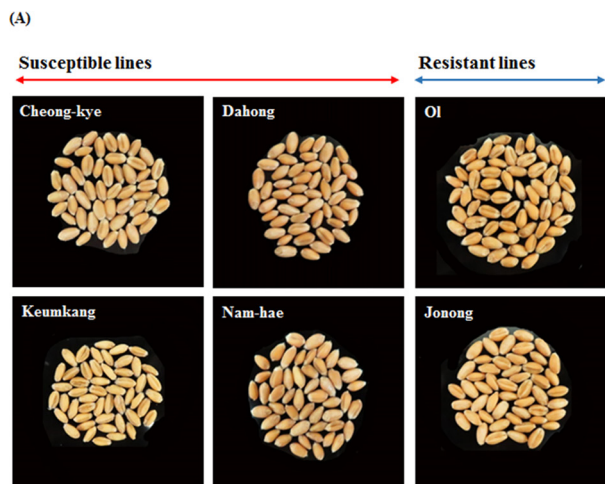 (A)
Susceptible lines
Resistant lines
Cheong-kye
Dahong
Ol
Keumkang
Nam-hae
Jonong